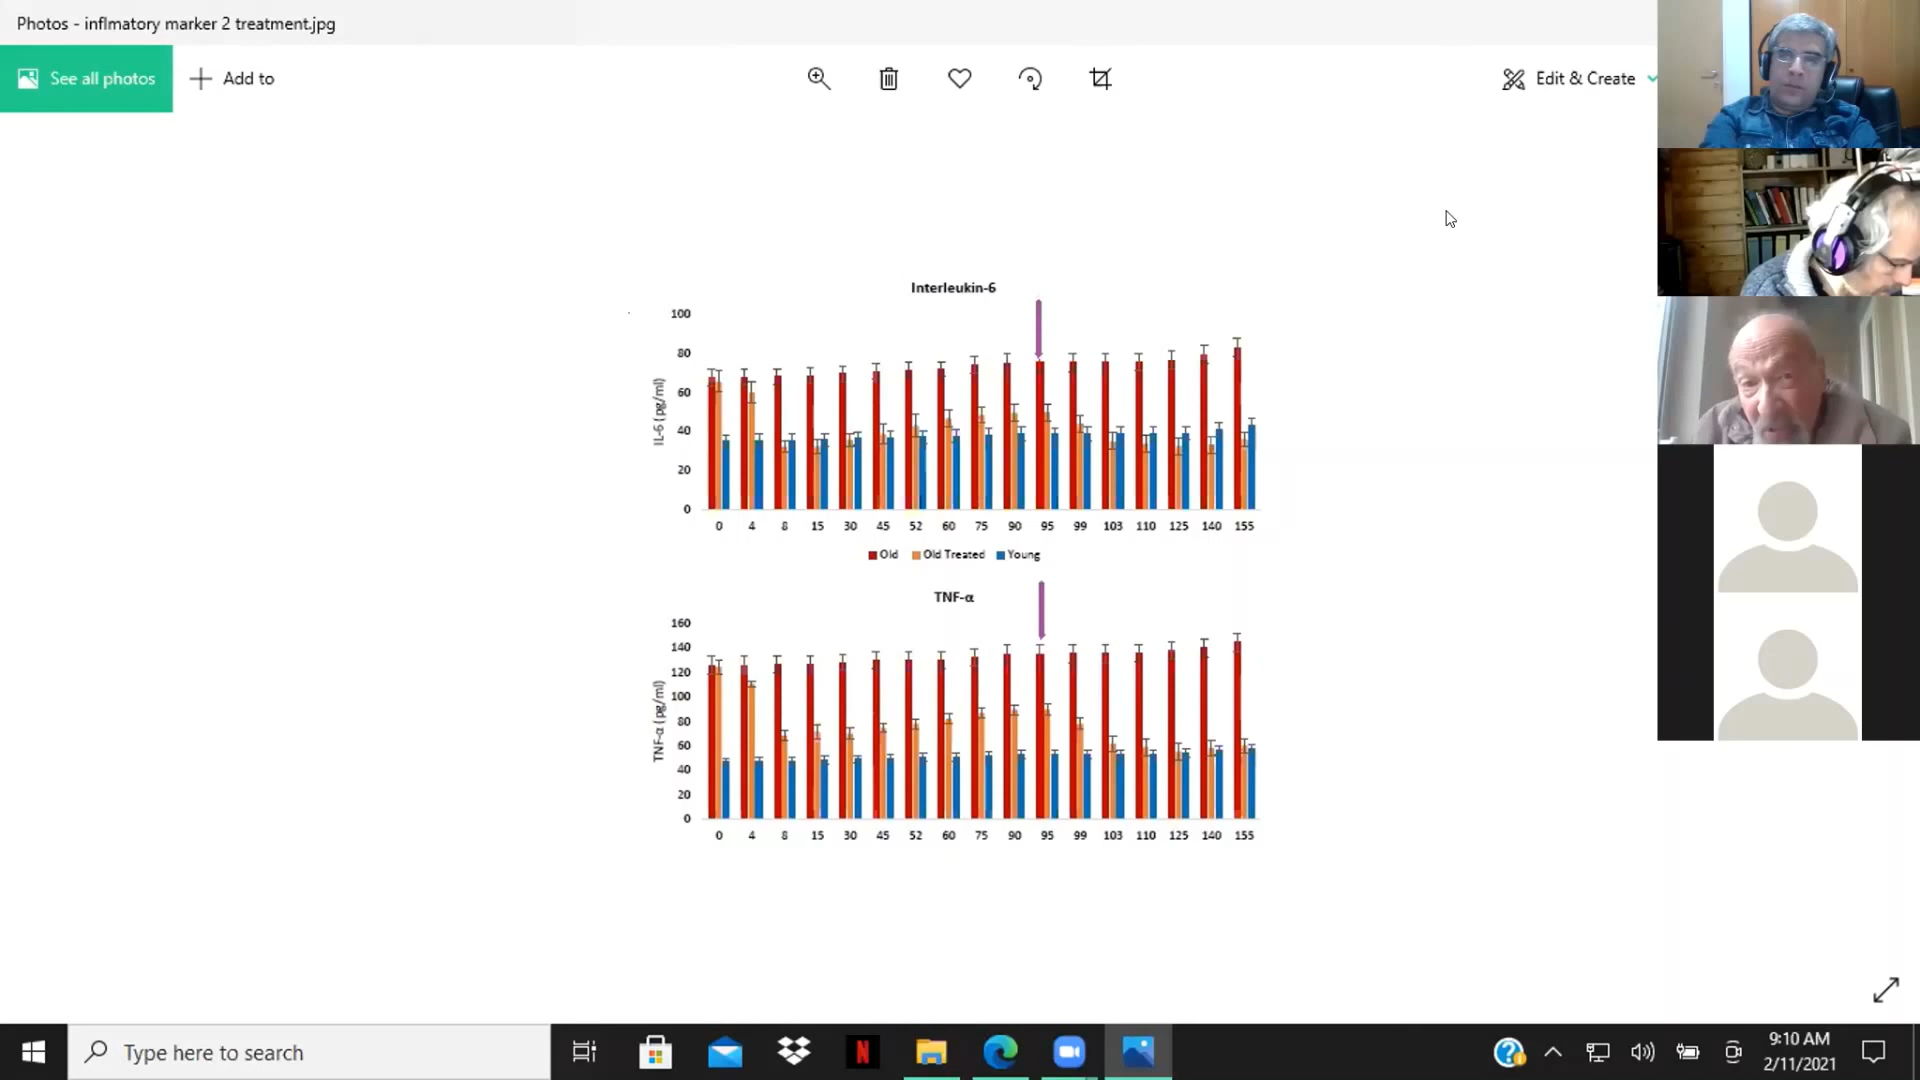 Photos - inflmatory marker 2 treatment.jpg
See all photos
Add to
Edit & Create
Interleukin-6
100
80
60
40
20
0
IL-6 (pg/ml)
0 4 8 15 30 45 52 60 75 90 95 99 103 110 125 140 155
Old Old Treated Young
TNF-α
160
140
120
100
80
60
40
20
0
TNF-α (pg/ml)
0 4 8 15 30 45 52 60 75 90 95 99 103 110 125 140 155
Type here to search
9:10 AM
2/11/2021